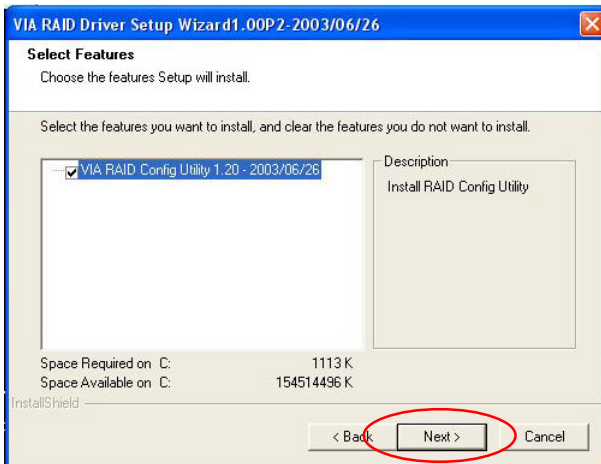 VIA RAID Driver Setup Wizard1.00P2-2003/06/26
Select Features
Choose the features Setup will install.
Select the features you want to install, and clear the features you do not want to install.
VIA RAID Config Utility 1.20 - 2003/06/26
Description
Install RAID Config Utility
Space Required on C: 1113 K
Space Available on C: 154514496 K
InstallShield
< Back Next > Cancel